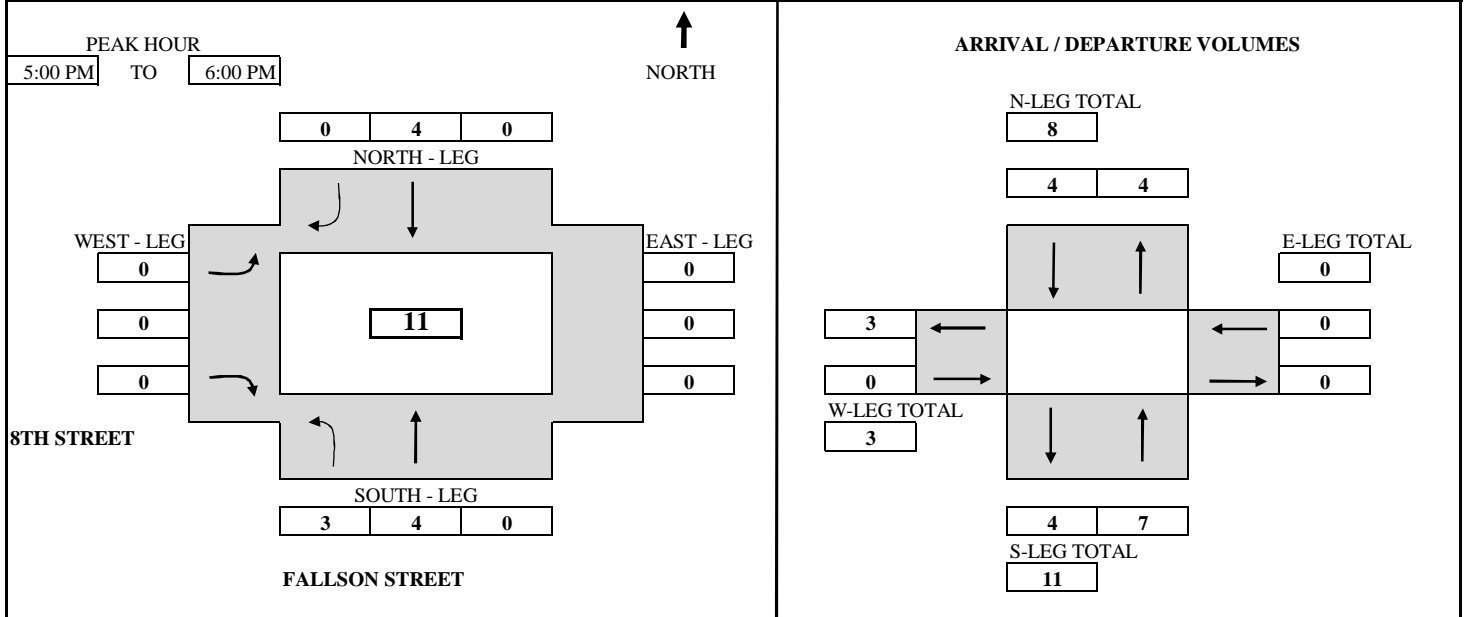 PEAK HOUR
5:00 PM TO 6:00 PM
NORTH
0 4 0
NORTH - LEG
WEST - LEG
EAST - LEG
0
0
0
11
0
0
0
0
8TH STREET
SOUTH - LEG
3 4 0
FALLSON STREET
ARRIVAL / DEPARTURE VOLUMES
N-LEG TOTAL
8
4 4
E-LEG TOTAL
0
3
0
0
0
W-LEG TOTAL
3
4 7
S-LEG TOTAL
11